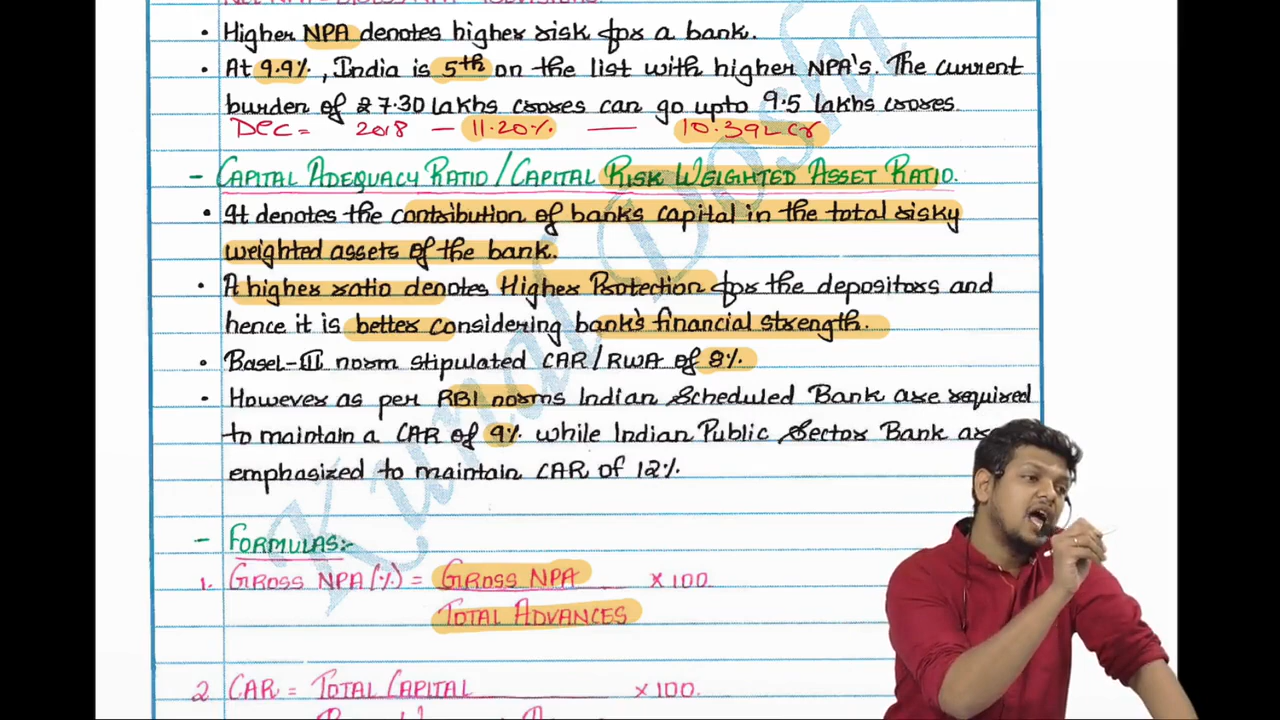 • Higher NPA denotes higher risk for a bank.
• At 9.9%, India is 5th on the list with higher NPA's. The current
burden of ₹7.30 lakhs crores can go upto 9.5 lakhs crores.
DEC = 2018 — 11.20% — 10.39L Cr
- CAPITAL ADEQUACY RATIO/CAPITAL RISK WEIGHTED ASSET RATIO.
• It denotes the contribution of banks capital in the total risky
weighted assets of the bank.
• A higher ratio denotes Higher Protection for the depositors and
hence it is better considering bank's financial strength.
• Basel-III norm stipulated CAR/RWA of 8%.
• However as per RBI norms Indian Scheduled Bank are required
to maintain a CAR of 9% while Indian Public Sector Bank
emphasized to maintain CAR of 12%.
- FORMULAS:-
1. GROSS NPA(%) = GROSS NPA X 100
TOTAL ADVANCES
2. CAR = TOTAL CAPITAL X 100.
Kunal Doshi